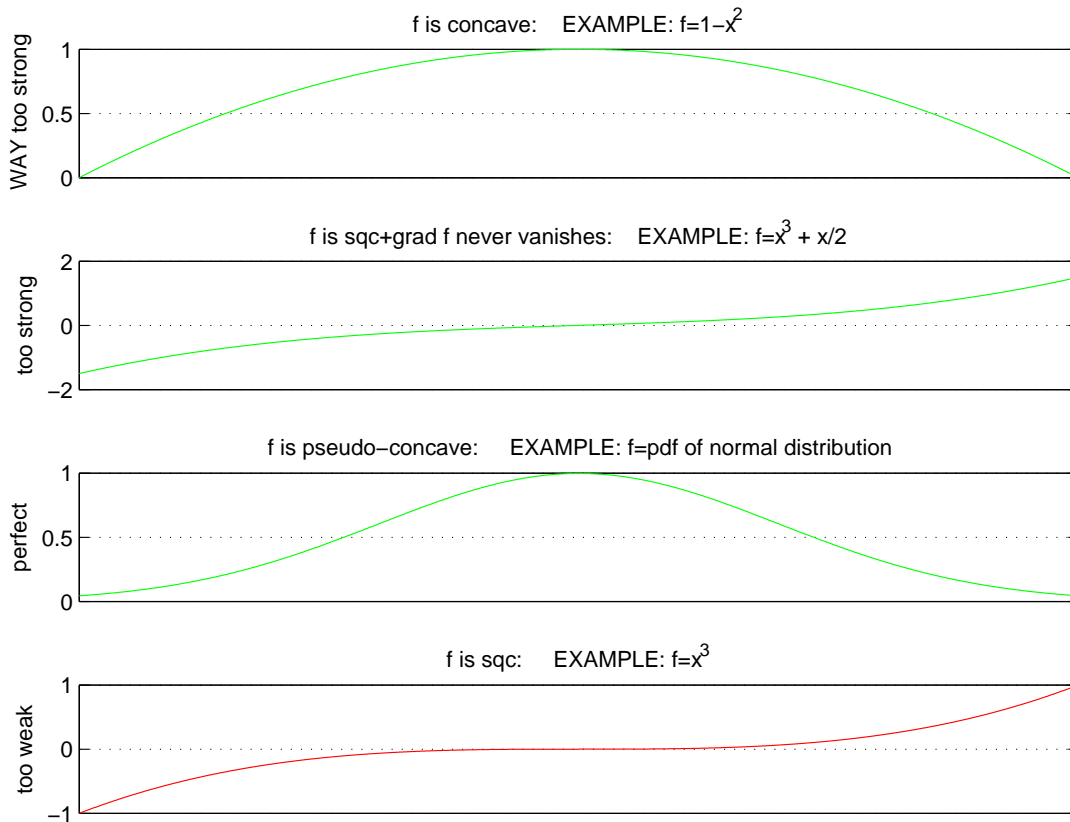 f is concave: EXAMPLE: f=1−x²
WAY too strong
1
0.5
0
f is sqc+grad f never vanishes: EXAMPLE: f=x³ + x/2
too strong
2
0
−2
f is pseudo−concave: EXAMPLE: f=pdf of normal distribution
perfect
1
0.5
0
f is sqc: EXAMPLE: f=x³
too weak
1
0
−1